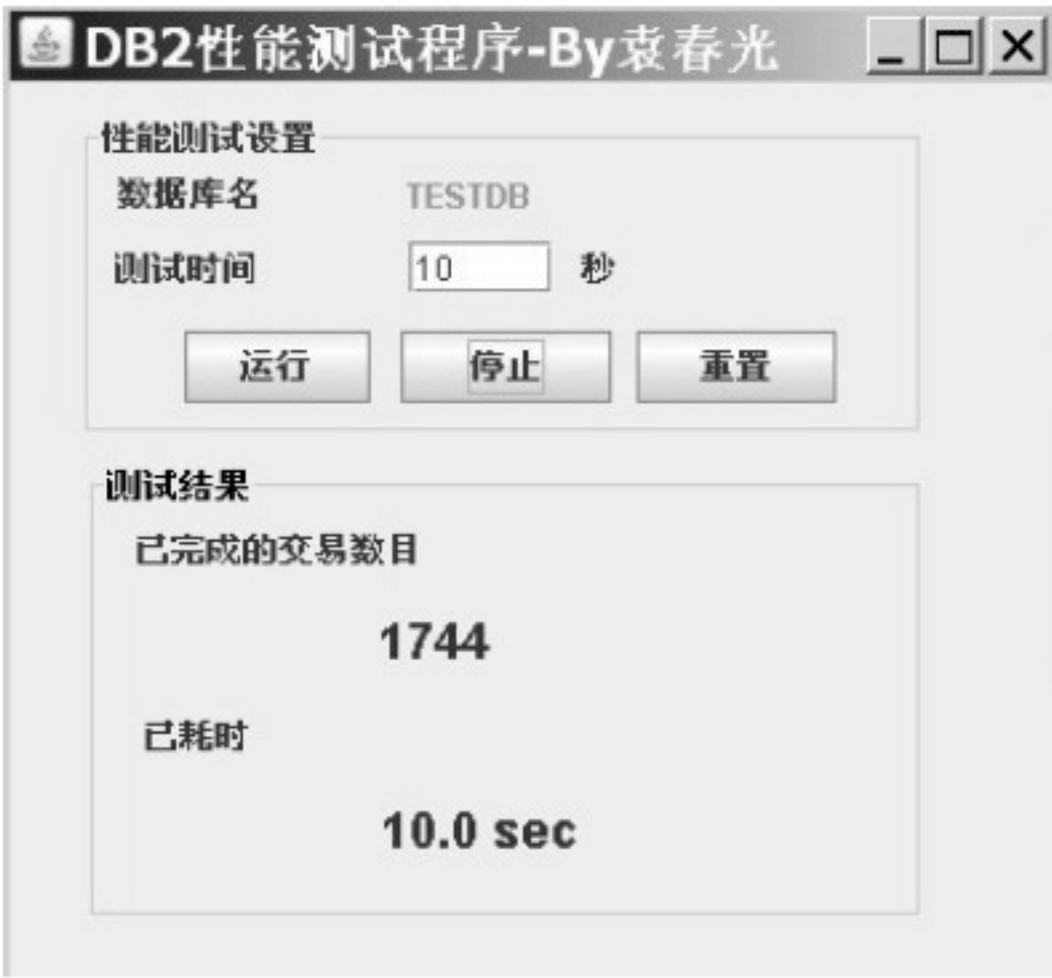 DB2性能测试程序-By袁春光
性能测试设置
数据库名 TESTDB
测试时间 10 秒
运行 停止 重置
测试结果
已完成的交易数目
1744
已耗时
10.0 sec